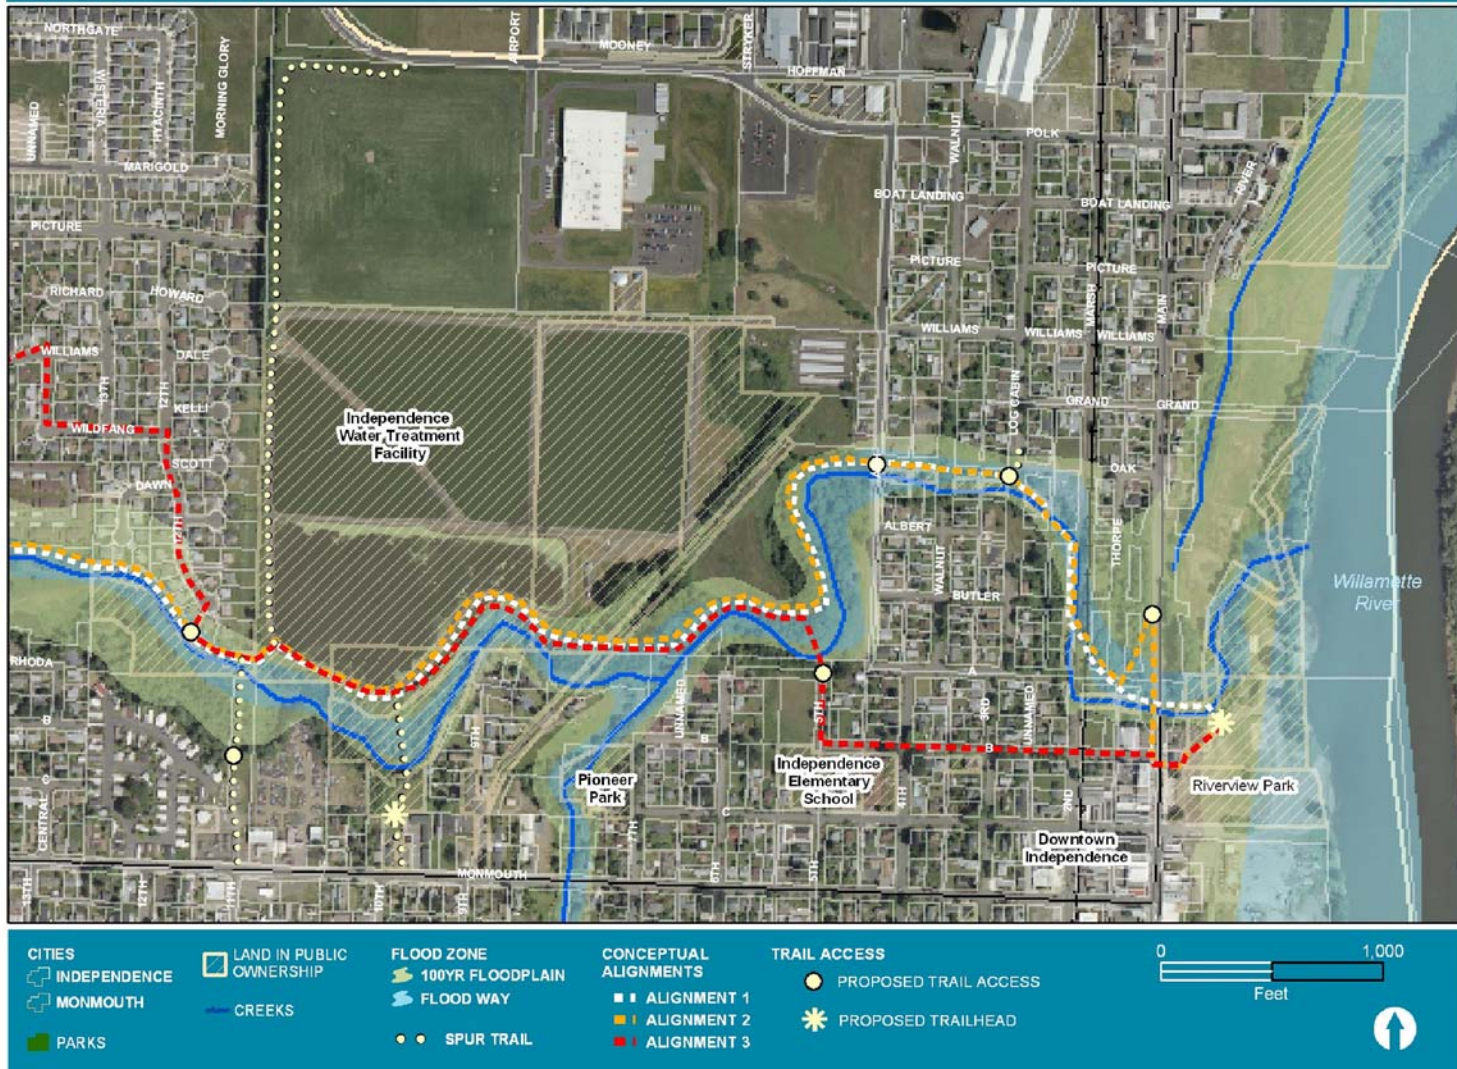 NORTHGATE
AIRPORT
MOONEY
STRYKER
HOFFMAN
UNNAMED
WISTERIA
HYACINTH
MORNING GLORY
MARIGOLD
WALNUT
POLK
BOAT LANDING
BOAT LANDING
RIVER
PICTURE
PICTURE
PICTURE
RICHARD
HOWARD
MARSH
MAIN
WILLIAMS
WILLIAMS
WILLIAMS
WILLIAMS
DALE
13TH
12TH
KELLI
LOG CABIN
GRAND
GRAND
WILDFANG
Independence
Water Treatment
Facility
SCOTT
OAK
DAWN
12TH
ALBERT
THORPE
WALNUT
BUTLER
Willamette
River
RHODA
A
UNNAMED
5TH
3RD
UNNAMED
B
9TH
B
B
Independence
Elementary
School
Pioneer
Park
Riverview Park
C
CENTRAL
4TH
2ND
7TH
C
Downtown
Independence
MONMOUTH
13TH
12TH
11TH
10TH
9TH
6TH
5TH
CITIES
INDEPENDENCE
MONMOUTH
PARKS
LAND IN PUBLIC
OWNERSHIP
CREEKS
FLOOD ZONE
100YR FLOODPLAIN
FLOOD WAY
SPUR TRAIL
CONCEPTUAL
ALIGNMENTS
ALIGNMENT 1
ALIGNMENT 2
ALIGNMENT 3
TRAIL ACCESS
PROPOSED TRAIL ACCESS
PROPOSED TRAILHEAD
0 1,000
Feet